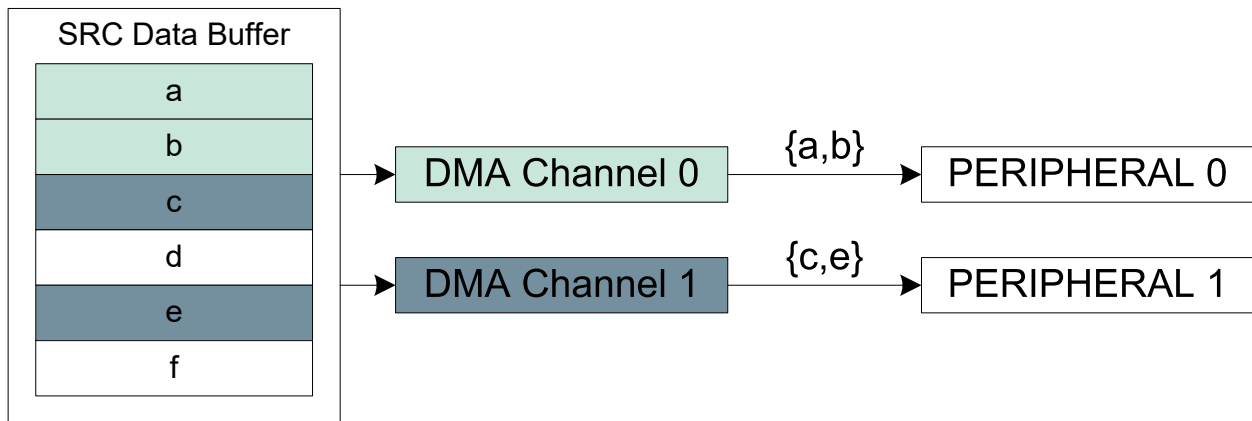 SRC Data Buffer
a
b
c
d
e
f
DMA Channel 0
{a,b}
PERIPHERAL 0
DMA Channel 1
{c,e}
PERIPHERAL 1